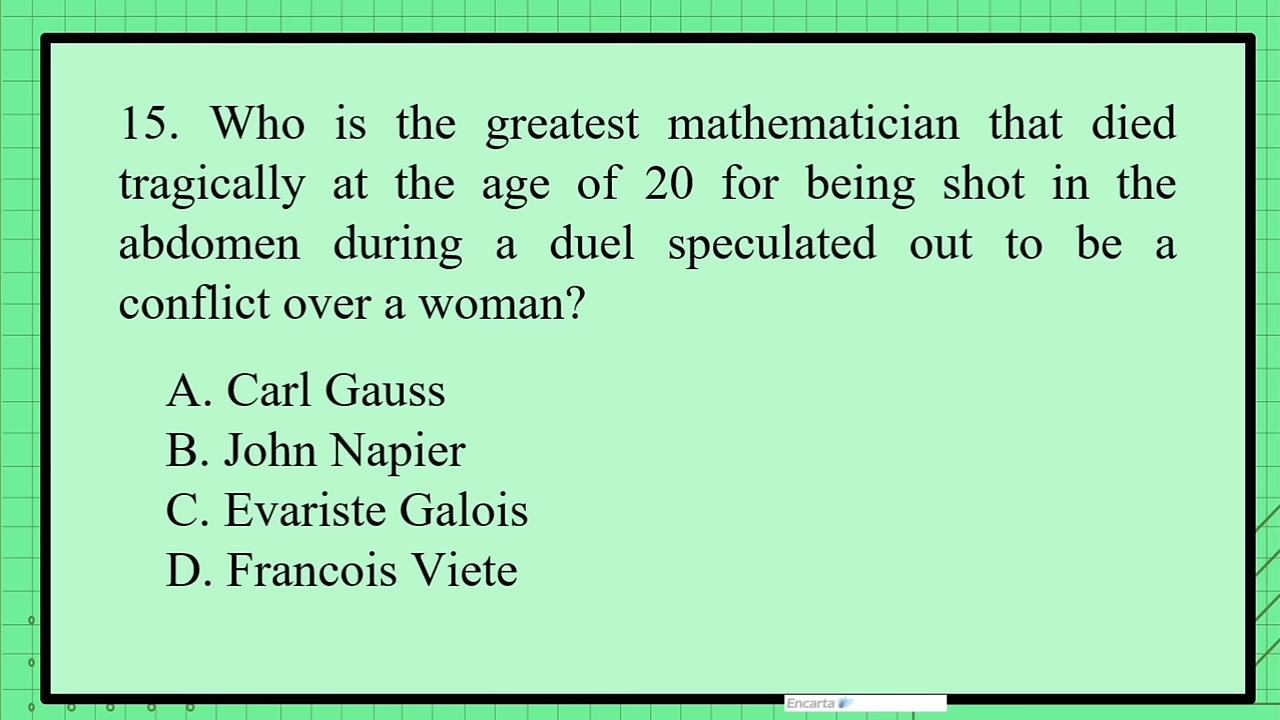 15. Who is the greatest mathematician that died
tragically at the age of 20 for being shot in the
abdomen during a duel speculated out to be a
conflict over a woman?
A. Carl Gauss
B. John Napier
C. Evariste Galois
D. Francois Viete
Encarta